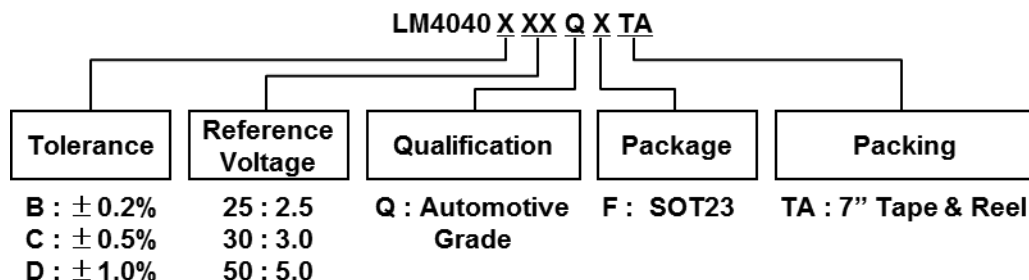 LM4040 X XX Q X TA
Tolerance
Reference
Voltage
Qualification
Package
Packing
B : ± 0.2%
C : ± 0.5%
D : ± 1.0%
25 : 2.5
30 : 3.0
50 : 5.0
Q : Automotive
Grade
F : SOT23
TA : 7” Tape & Reel